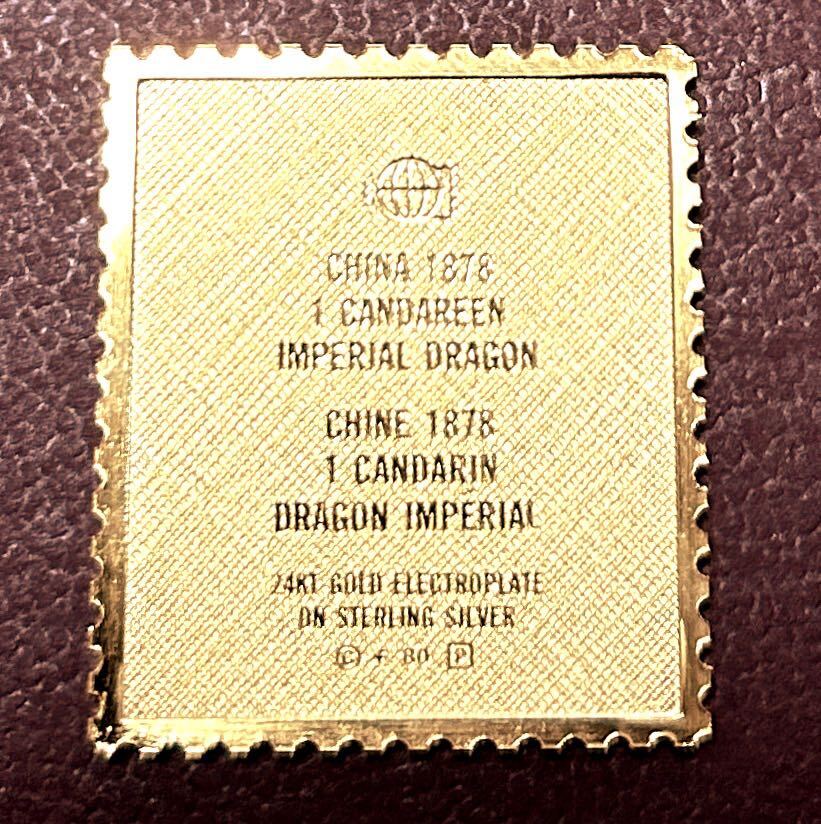 CHINA 1878
1 CANDAREEN
IMPERIAL DRAGON
CHINE 1878
1 CANDARIN
DRAGON IMPERIAL
24KT GOLD ELECTROPLATE
ON STERLING SILVER
© F 80 P